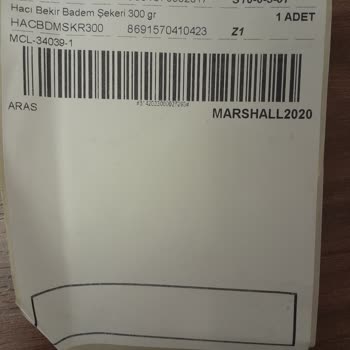 Hacı Bekir Badem Şekeri 300 gr 1 ADET
HACBDMSKR300 8691570410423 Z1
MCL-34039-1
ARAS MARSHALL2020